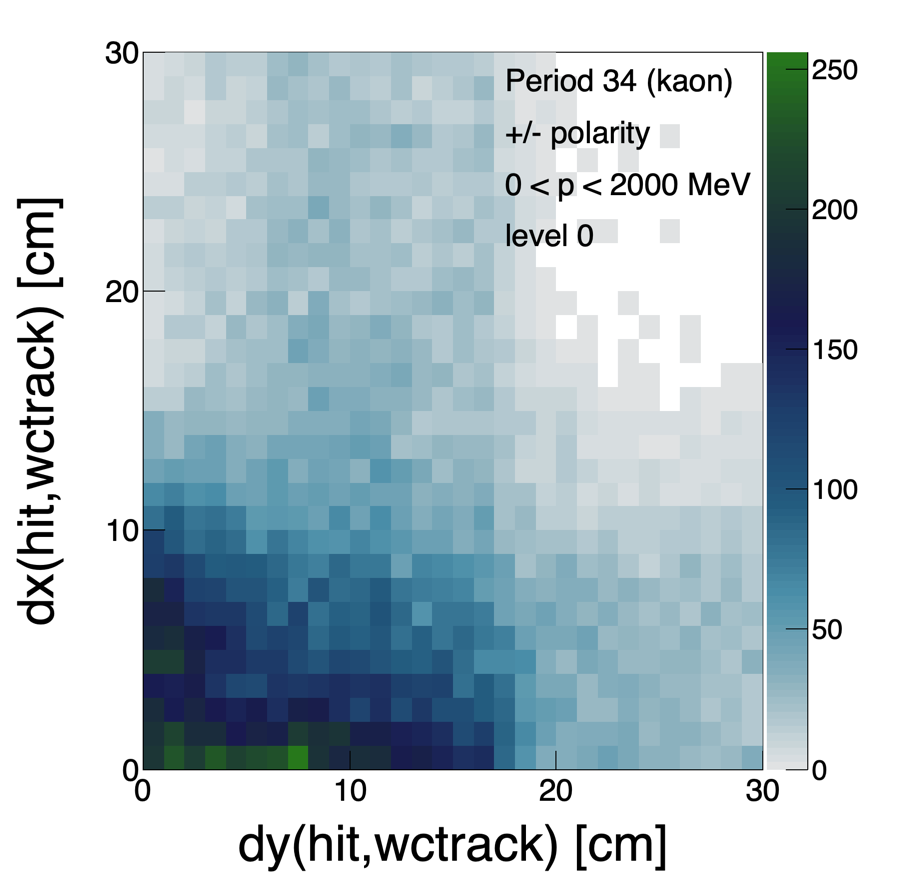 30
20
10
0
0
10
20
30
dx(hit,wctrack) [cm]
dy(hit,wctrack) [cm]
Period 34 (kaon)
+/- polarity
0 < p < 2000 MeV
level 0
250
200
150
100
50
0